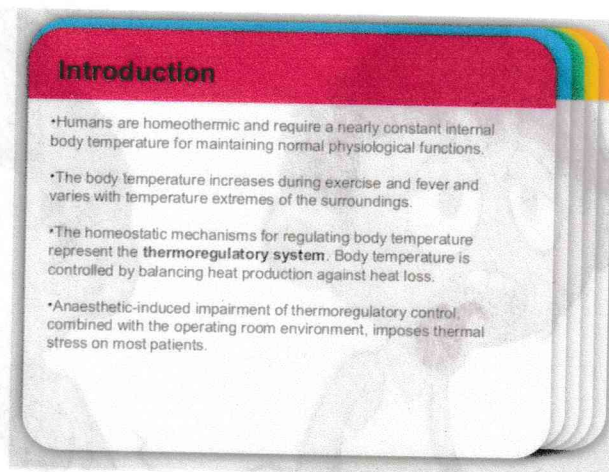 Introduction
•Humans are homeothermic and require a nearly constant internal
body temperature for maintaining normal physiological functions.
•The body temperature increases during exercise and fever and
varies with temperature extremes of the surroundings.
•The homeostatic mechanisms for regulating body temperature
represent the thermoregulatory system. Body temperature is
controlled by balancing heat production against heat loss.
•Anaesthetic-induced impairment of thermoregulatory control,
combined with the operating room environment, imposes thermal
stress on most patients.